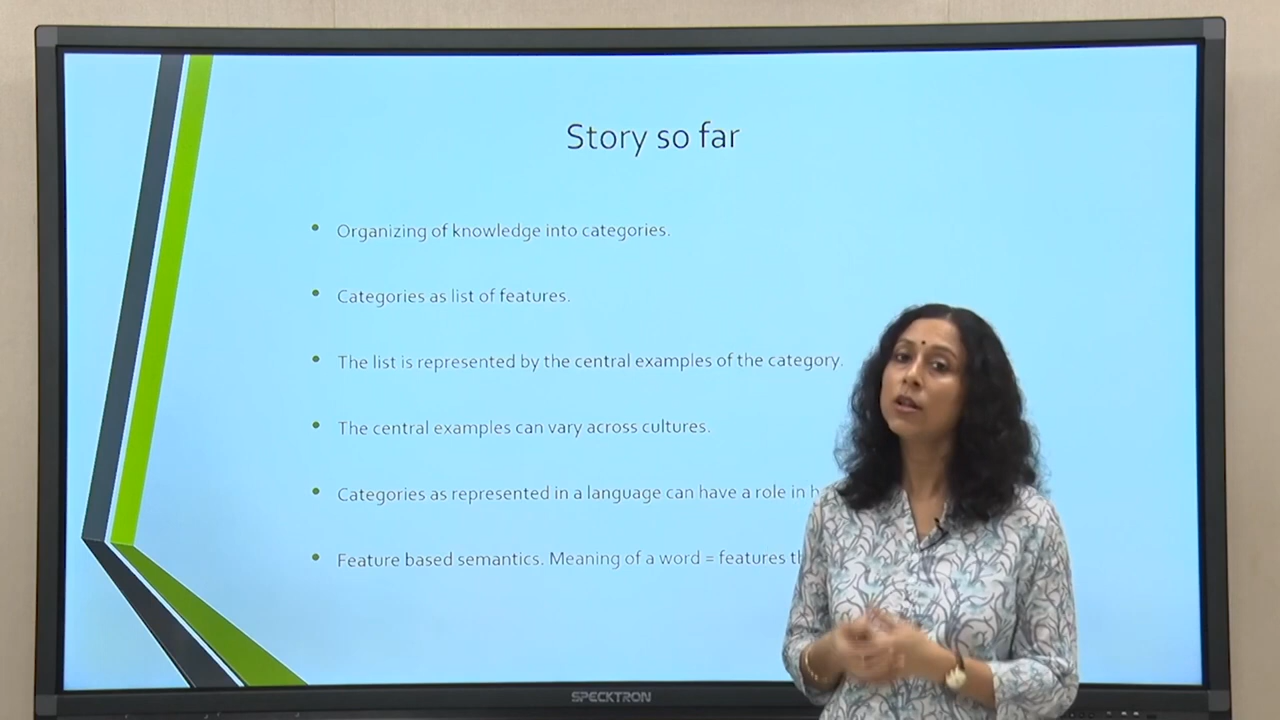 Story so far
• Organizing of knowledge into categories.
• Categories as list of features.
• The list is represented by the central examples of the category.
• The central examples can vary across cultures.
• Categories as represented in a language can have a role in
• Feature based semantics. Meaning of a word = features
SPECKTRON